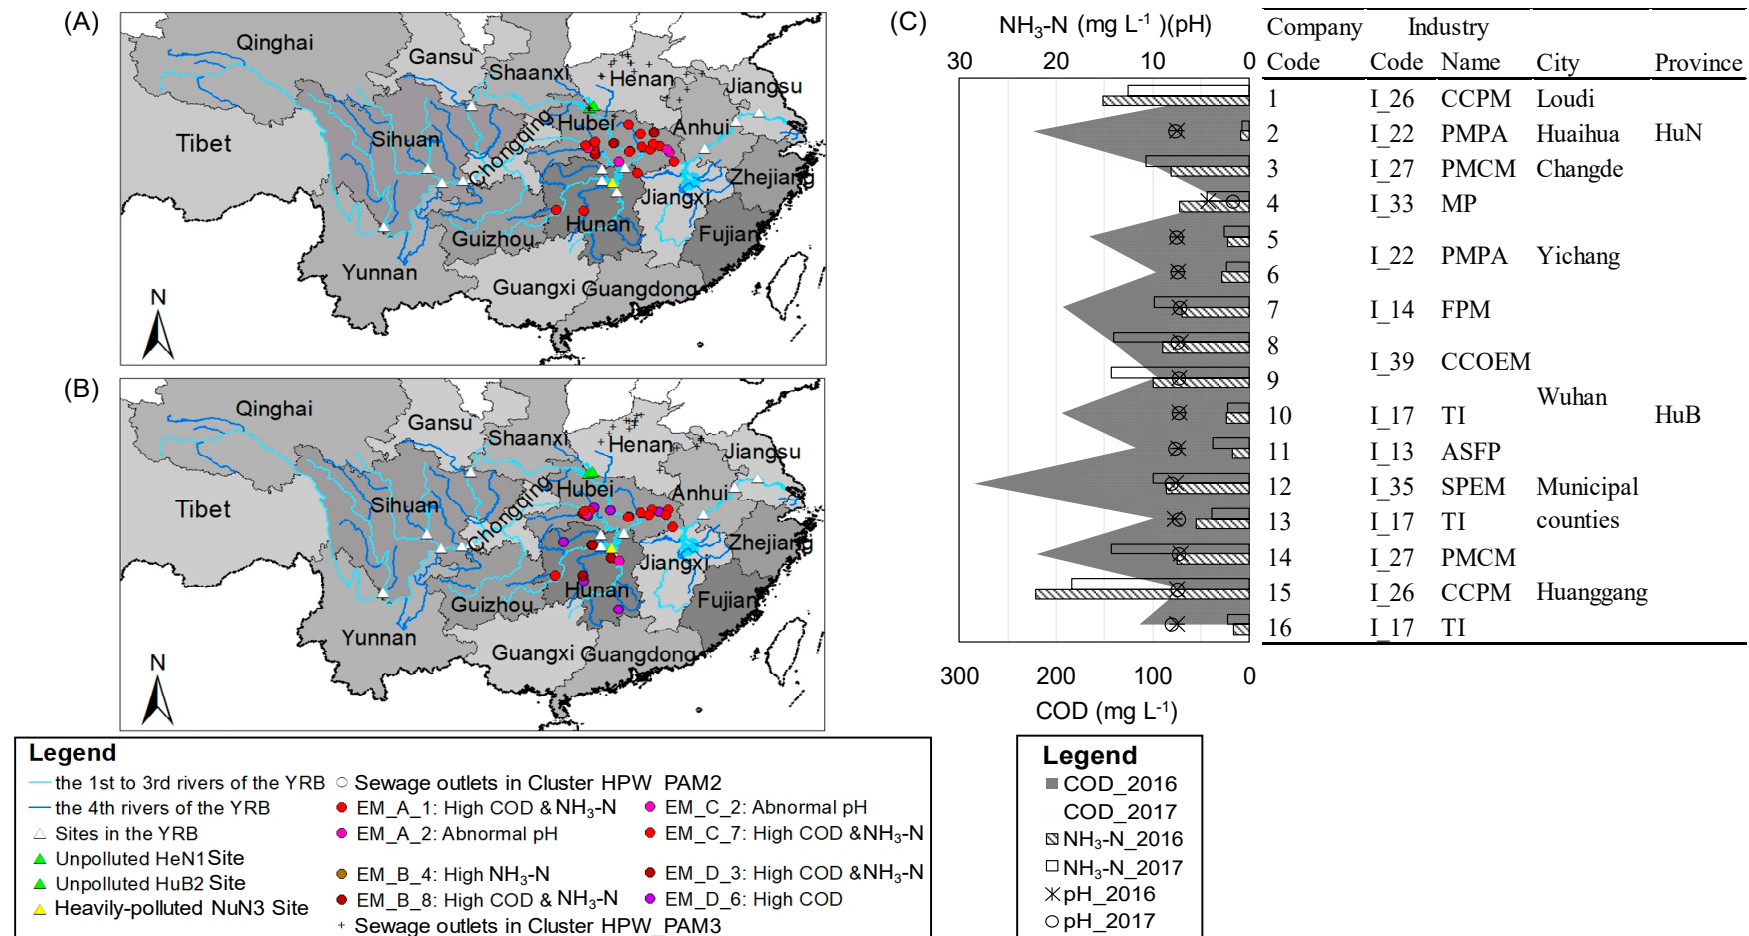 (A)
Qinghai
Gansu
Shaanxi
Henan
Jiangsu
Tibet
Sihuan
Chongqing
Hubei
Anhui
Zhejiang
Jiangxi
Hunan
Guizhou
Fujian
Yunnan
Guangxi
Guangdong
N
(B)
Qinghai
Gansu
Shaanxi
Henan
Jiangsu
Tibet
Sihuan
Chongqing
Hubei
Anhui
Zhejiang
Jiangxi
Hunan
Guizhou
Fujian
Yunnan
Guangxi
Guangdong
N
Legend
the 1st to 3rd rivers of the YRB
the 4th rivers of the YRB
Sites in the YRB
Unpolluted HeN1 Site
Unpolluted HuB2 Site
Heavily-polluted NuN3 Site
Sewage outlets in Cluster HPW_PAM2
EM_A_1: High COD & NH3-N
EM_A_2: Abnormal pH
EM_B_4: High NH3-N
EM_B_8: High COD & NH3-N
Sewage outlets in Cluster HPW_PAM3
EM_C_2: Abnormal pH
EM_C_7: High COD &NH3-N
EM_D_3: High COD &NH3-N
EM_D_6: High COD
(C)
NH3-N (mg L-1 )(pH)
30 20 10 0
300 200 100 0
COD (mg L-1)
Company Industry
Code Code Name City Province
1 I_26 CCPM Loudi
2 I_22 PMPA Huaihua HuN
3 I_27 PMCM Changde
4 I_33 MP
5
I_22 PMPA Yichang
6
7 I_14 FPM
8
I_39 CCOEM
9
Wuhan
10 I_17 TI HuB
11 I_13 ASFP
12 I_35 SPEM Municipal
13 I_17 TI counties
14 I_27 PMCM
15 I_26 CCPM Huanggang
16 I_17 TI
Legend
COD_2016
COD_2017
NH3-N_2016
NH3-N_2017
pH_2016
pH_2017